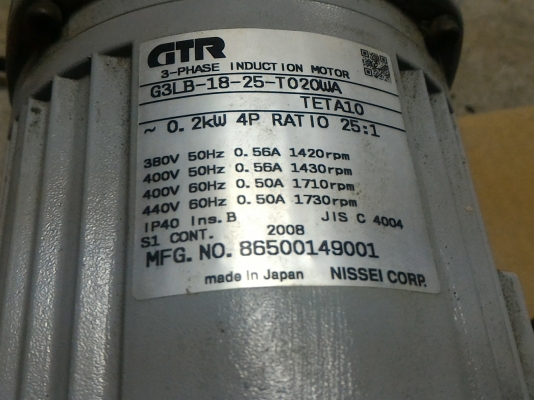 GTR
3-PHASE INDUCTION MOTOR
G3LB-18-25-T020WA
TETA10
~ 0.2kW 4P RATIO 25:1
380V 50Hz 0.56A 1420rpm
400V 50Hz 0.56A 1430rpm
400V 60Hz 0.50A 1710rpm
440V 60Hz 0.50A 1730rpm
IP40 Ins.B JIS C 4004
S1 CONT. 2008
MFG. NO. 86500149001
made in Japan NISSEI CORP.